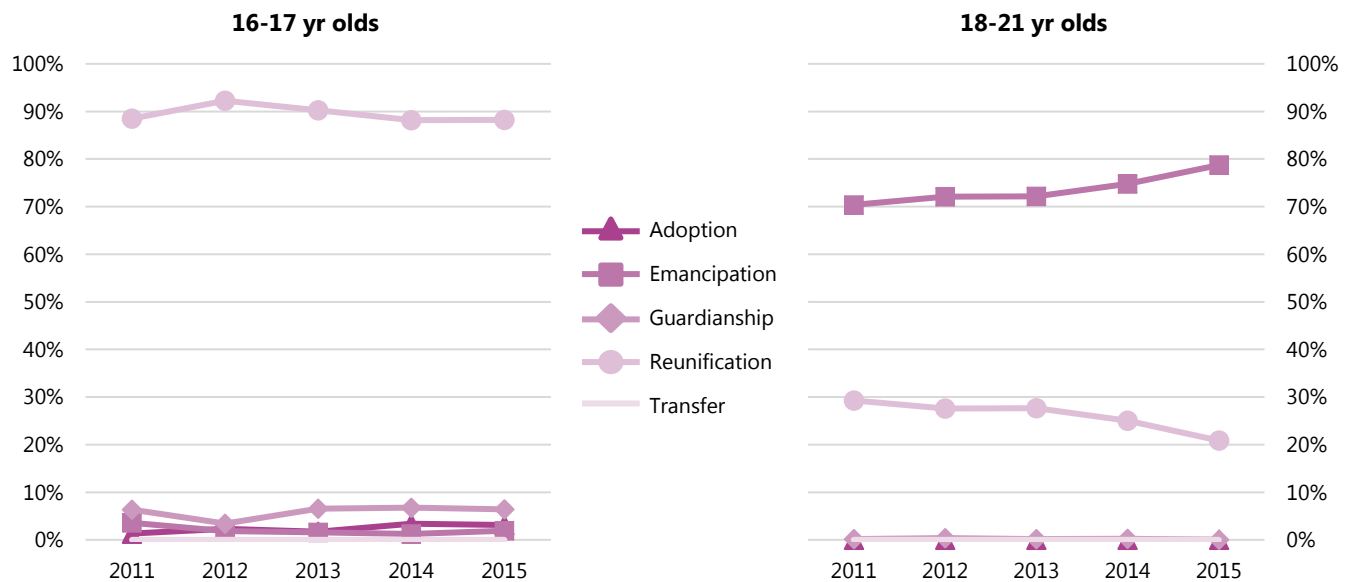 16-17 yr olds
100%
90%
80%
70%
60%
50%
40%
30%
20%
10%
0%
2011 2012 2013 2014 2015
Adoption
Emancipation
Guardianship
Reunification
Transfer
18-21 yr olds
100%
90%
80%
70%
60%
50%
40%
30%
20%
10%
0%
2011 2012 2013 2014 2015